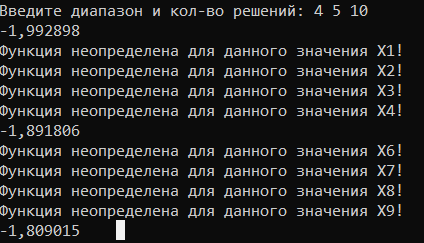 Введите диапазон и кол-во решений: 4 5 10
-1,992898
Функция неопределена для данного значения X1!
Функция неопределена для данного значения X2!
Функция неопределена для данного значения X3!
Функция неопределена для данного значения X4!
-1,891806
Функция неопределена для данного значения X6!
Функция неопределена для данного значения X7!
Функция неопределена для данного значения X8!
Функция неопределена для данного значения X9!
-1,809015